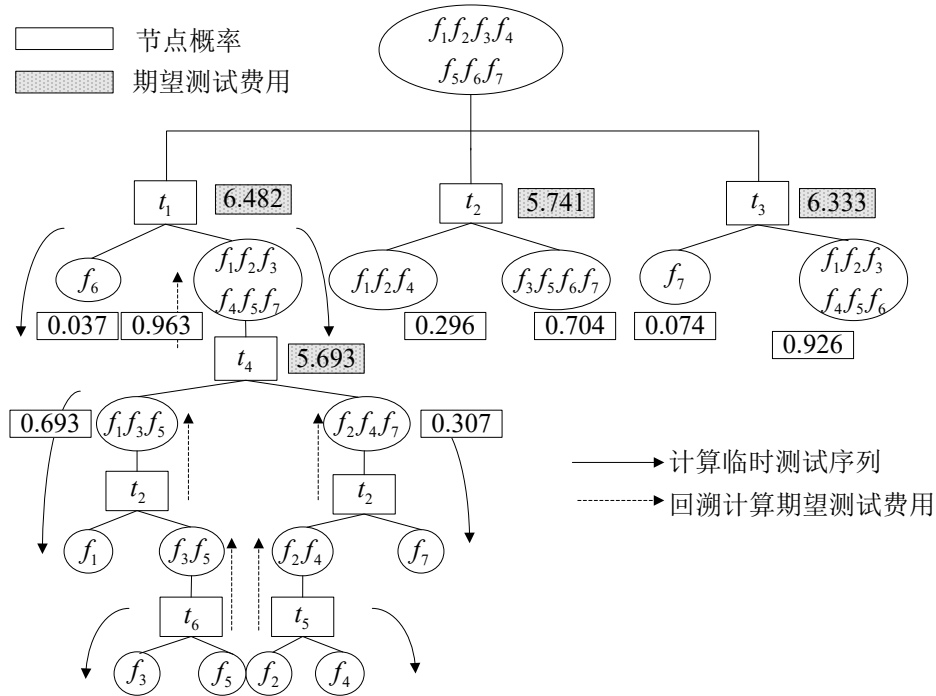 节点概率
期望测试费用
f₁f₂f₃f₄
f₅f₆f₇
t₁ 6.482 t₂ 5.741 t₃ 6.333
f₆ f₁f₂f₃ f₁f₂f₄ f₃f₅f₆f₇ f₇ f₁f₂f₃
f₄f₅f₇ f₄f₅f₆
0.037 0.963 0.296 0.704 0.074 0.926
t₄ 5.693
0.693 f₁f₃f₅ f₂f₄f₇ 0.307
计算临时测试序列
t₂ t₂
回溯计算期望测试费用
f₁ f₃f₅ f₂f₄ f₇
t₆ t₅
f₃ f₅ f₂ f₄